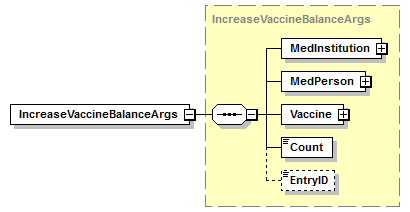 IncreaseVaccineBalanceArgs
MedInstitution
MedPerson
IncreaseVaccineBalanceArgs
Vaccine
Count
EntryID